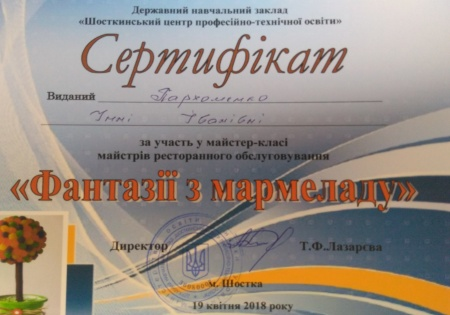 Державний навчальний заклад
«Шосткинський центр професійно-технічної освіти»
Сертифікат
Виданий Пархоменко
Інні Іванівні
за участь у майстер-класі
майстрів ресторанного обслуговування
«Фантазії з мармеладу»
Директор Т.Ф.Лазарєва
м. Шостка
19 квітня 2018 року